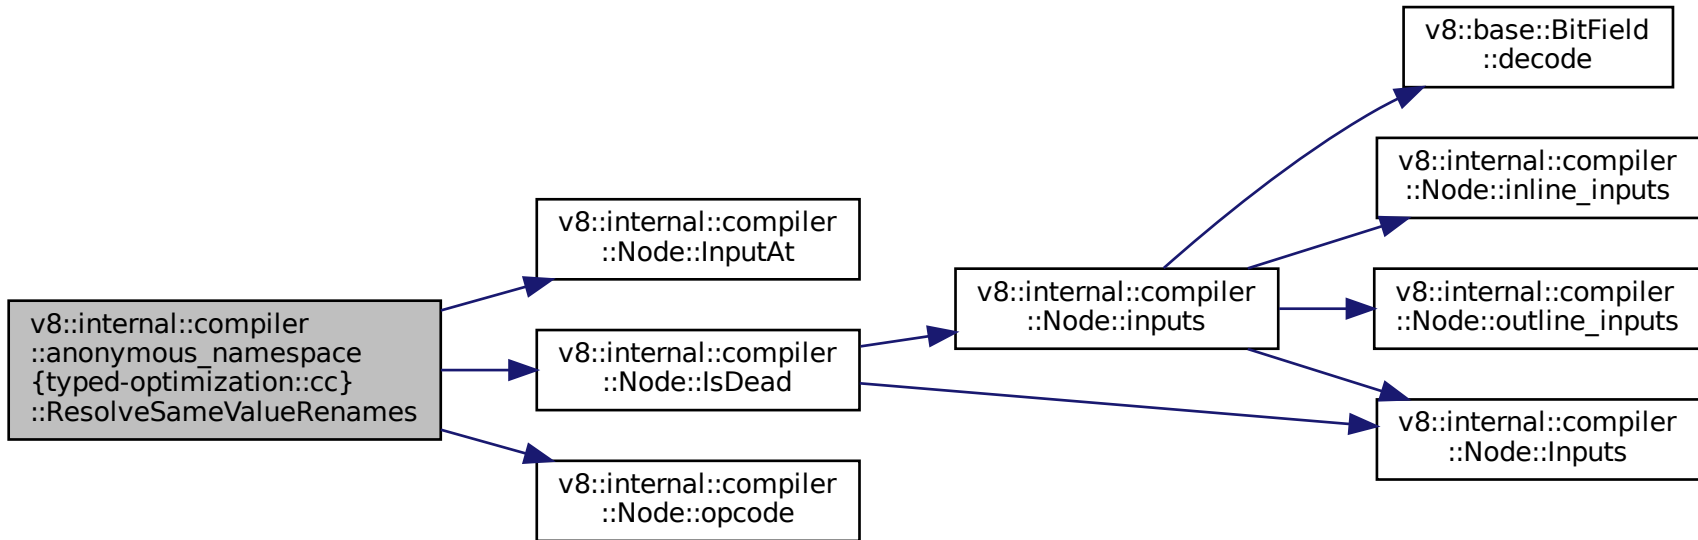 v8::internal::compiler
::anonymous_namespace
{typed-optimization::cc}
::ResolveSameValueRenames
v8::internal::compiler
::Node::InputAt
v8::internal::compiler
::Node::IsDead
v8::internal::compiler
::Node::opcode
v8::internal::compiler
::Node::inputs
v8::base::BitField
::decode
v8::internal::compiler
::Node::inline_inputs
v8::internal::compiler
::Node::outline_inputs
v8::internal::compiler
::Node::Inputs